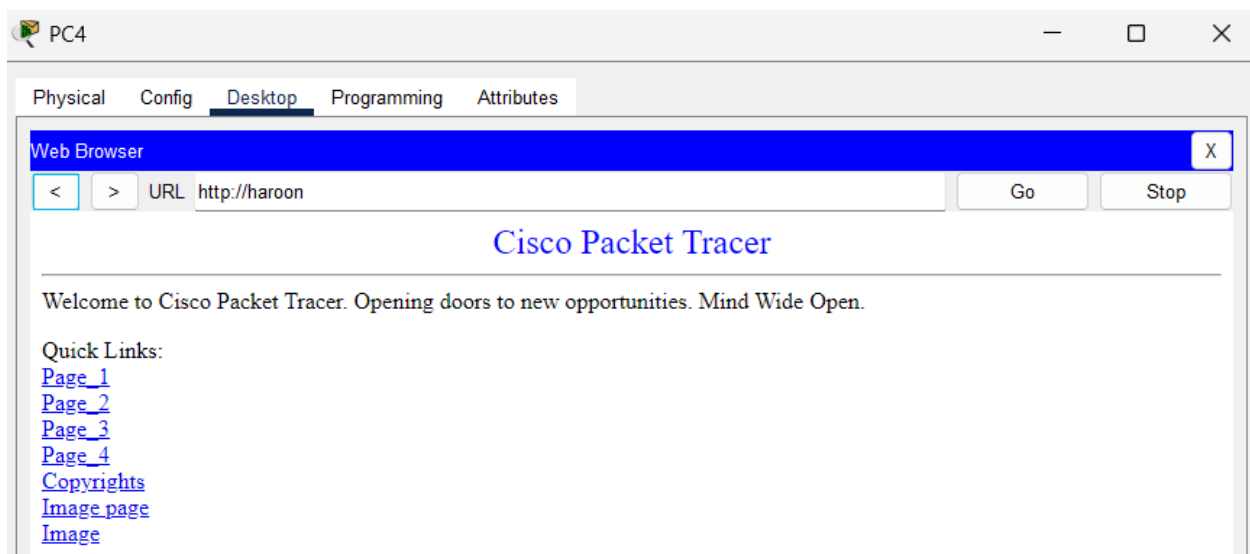 PC4
Physical Config Desktop Programming Attributes
Web Browser X
< > URL http://haroon Go Stop
Cisco Packet Tracer
Welcome to Cisco Packet Tracer. Opening doors to new opportunities. Mind Wide Open.
Quick Links:
Page_1
Page_2
Page_3
Page_4
Copyrights
Image page
Image